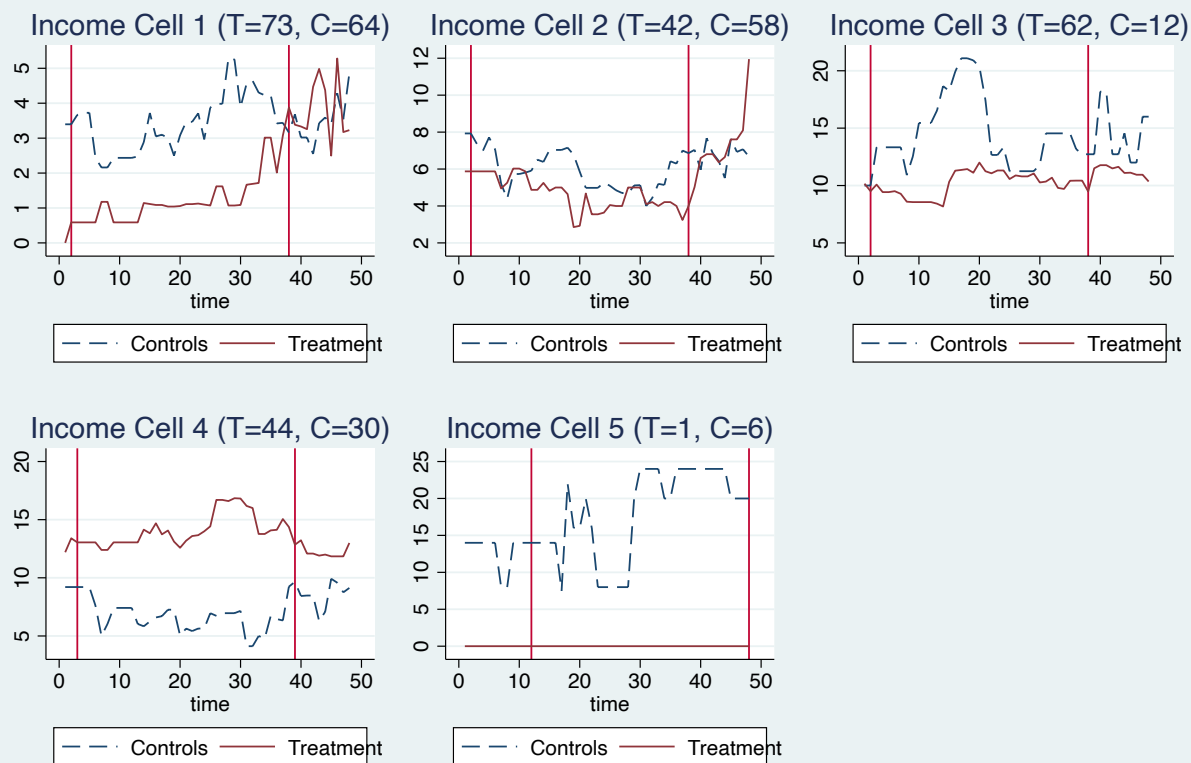 Income Cell 1 (T=73, C=64)
5
4
3
2
1
0
0 10 20 30 40 50
time
Controls Treatment
Income Cell 2 (T=42, C=58)
12
10
8
6
4
2
0 10 20 30 40 50
time
Controls Treatment
Income Cell 3 (T=62, C=12)
20
15
10
5
0 10 20 30 40 50
time
Controls Treatment
Income Cell 4 (T=44, C=30)
20
15
10
5
0 10 20 30 40 50
time
Controls Treatment
Income Cell 5 (T=1, C=6)
25
20
15
10
5
0
0 10 20 30 40 50
time
Controls Treatment